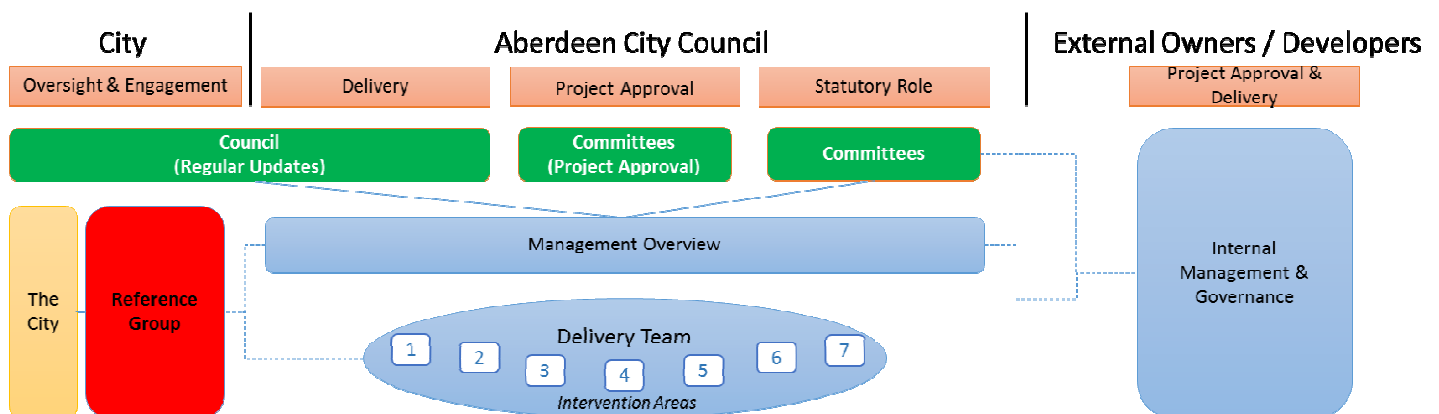 City
Aberdeen City Council
External Owners / Developers
Oversight & Engagement
Delivery
Project Approval
Statutory Role
Project Approval &
Delivery
Council
(Regular Updates)
Committees
(Project Approval)
Committees
Management Overview
The
City
Reference
Group
Internal
Management &
Governance
Delivery Team
1
2
3
4
5
6
7
Intervention Areas